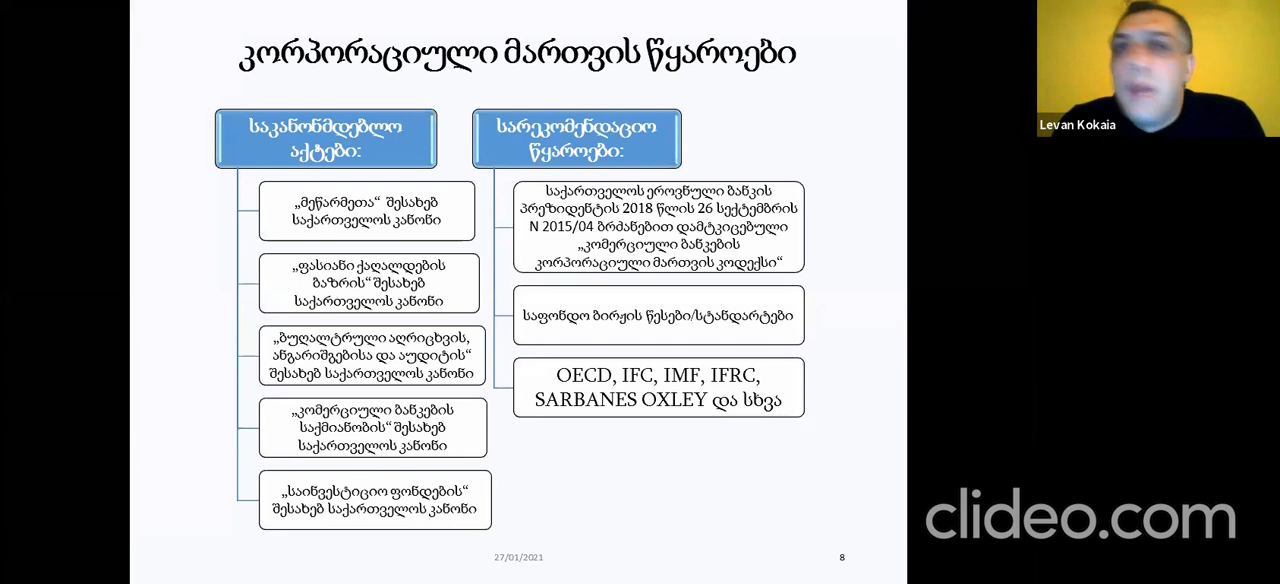 კორპორაციული მართვის წყაროები
საკანონმდებლო
აქტები:
„მეწარმეთა“ შესახებ
საქართველოს კანონი
„ფასიანი ქაღალდების
ბაზრის“ შესახებ
საქართველოს კანონი
„ბუღალტრული აღრიცხვის,
ანგარიშგებისა და აუდიტის“
შესახებ საქართველოს კანონი
„კომერციული ბანკების
საქმიანობის“ შესახებ
საქართველოს კანონი
„საინვესტიციო ფონდების“
შესახებ საქართველოს კანონი
სარეკომენდაციო
წყაროები:
საქართველოს ეროვნული ბანკის
პრეზიდენტის 2018 წლის 26 სექტემბრის
N 2015/04 ბრძანებით დამტკიცებული
„კომერციული ბანკების
კორპორაციული მართვის კოდექსი“
საფონდო ბირჟის წესები/სტანდარტები
OECD, IFC, IMF, IFRC,
SARBANES OXLEY და სხვა
27/01/2021
8
Levan Kokaia
clideo.com